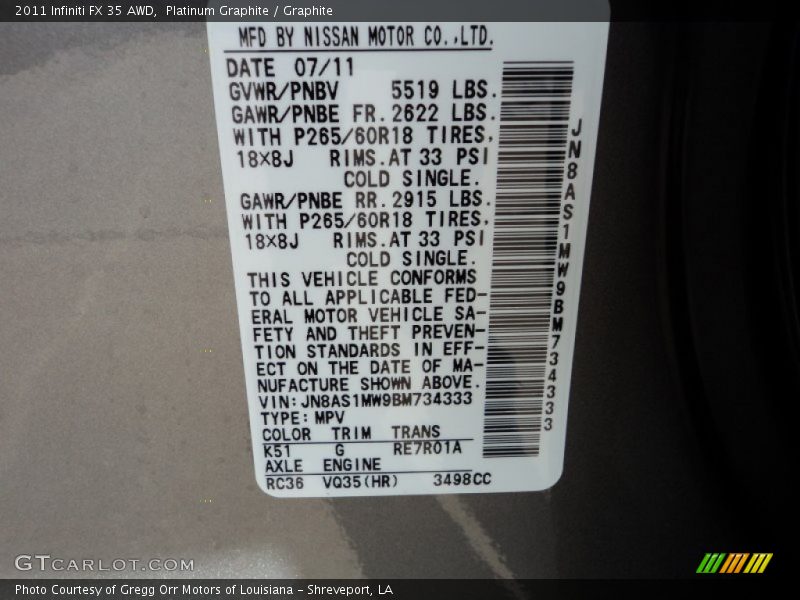 2011 Infiniti FX 35 AWD,  Platinum Graphite / Graphite
MFD BY NISSAN MOTOR CO.,LTD.
DATE 07/11
GVWR/PNBV 5519 LBS.
GAWR/PNBE FR. 2622 LBS.
WITH P265/60R18 TIRES,
18×8J RIMS.AT 33 PSI
COLD SINGLE.
GAWR/PNBE RR. 2915 LBS.
WITH P265/60R18 TIRES,
18×8J RIMS.AT 33 PSI
COLD SINGLE.
THIS VEHICLE CONFORMS
TO ALL APPLICABLE FED-
ERAL MOTOR VEHICLE SA-
FETY AND THEFT PREVEN-
TION STANDARDS IN EFF-
ECT ON THE DATE OF MA-
NUFACTURE SHOWN ABOVE.
VIN:JN8AS1MW9BM734333
TYPE:MPV
COLOR TRIM TRANS
K51 G RE7R01A
AXLE ENGINE
RC36 VQ35(HR) 3498CC
JN8AS1MW9BM734333
GTCARLOT.COM
Photo Courtesy of Gregg Orr Motors of Louisiana - Shreveport, LA